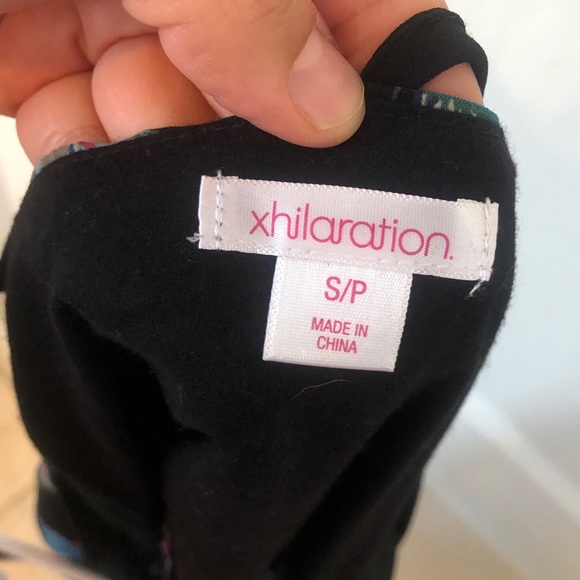 xhilaration.
S/P
MADE IN
CHINA